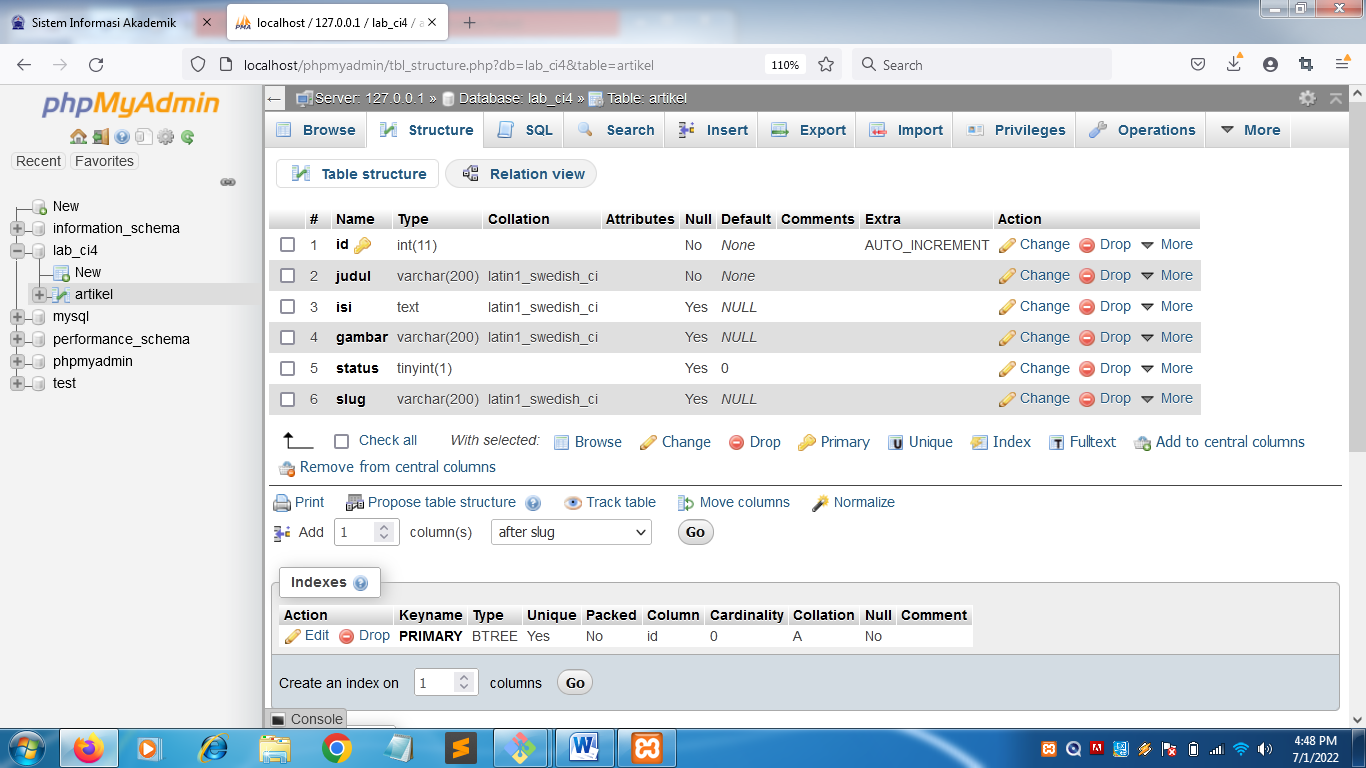 Sistem Informasi Akademik
localhost / 127.0.0.1 / lab_ci4 /
localhost/phpmyadmin/tbl_structure.php?db=lab_ci4&table=artikel
110%
Search
phpMyAdmin
Recent Favorites
New
information_schema
lab_ci4
New
artikel
mysql
performance_schema
phpmyadmin
test
Server: 127.0.0.1 » Database: lab_ci4 » Table: artikel
Browse Structure SQL Search Insert Export Import Privileges Operations More
Table structure Relation view
# Name Type Collation Attributes Null Default Comments Extra Action
1 id int(11) No None AUTO_INCREMENT Change Drop More
2 judul varchar(200) latin1_swedish_ci No None Change Drop More
3 isi text latin1_swedish_ci Yes NULL Change Drop More
4 gambar varchar(200) latin1_swedish_ci Yes NULL Change Drop More
5 status tinyint(1) Yes 0 Change Drop More
6 slug varchar(200) latin1_swedish_ci Yes NULL Change Drop More
Check all With selected: Browse Change Drop Primary Unique Index Fulltext Add to central columns
Remove from central columns
Print Propose table structure Track table Move columns Normalize
Add 1 column(s) after slug Go
Indexes
Action Keyname Type Unique Packed Column Cardinality Collation Null Comment
Edit Drop PRIMARY BTREE Yes No id 0 A No
Create an index on 1 columns Go
Console
4:48 PM
7/1/2022